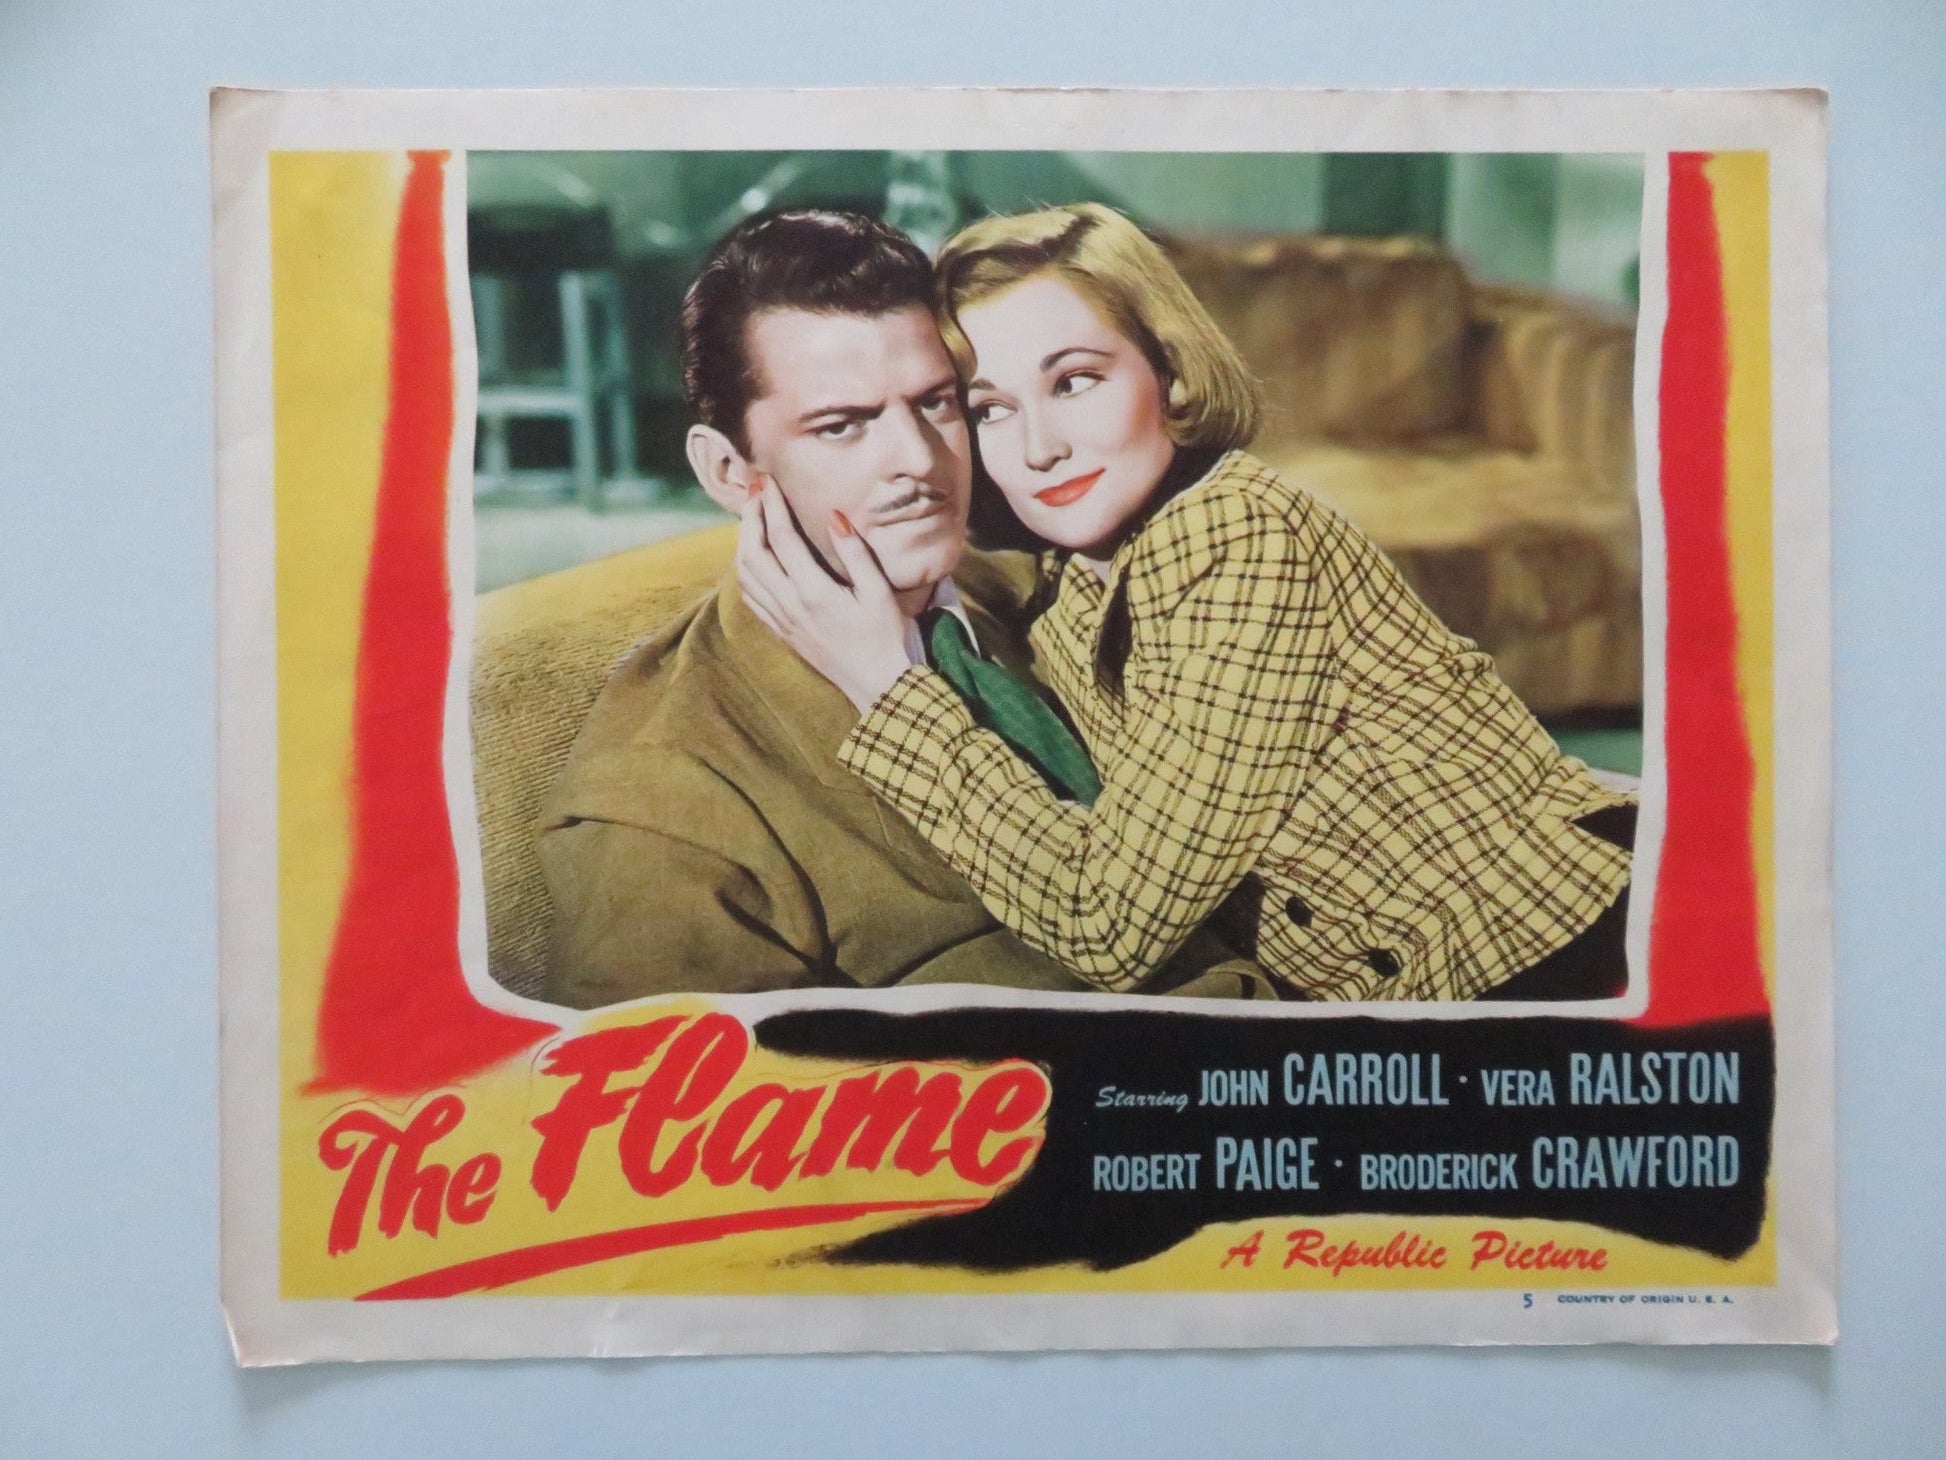 The Flame
Starring JOHN CARROLL · VERA RALSTON
ROBERT PAIGE · BRODERICK CRAWFORD
A Republic Picture
5 COUNTRY OF ORIGIN U. S. A.